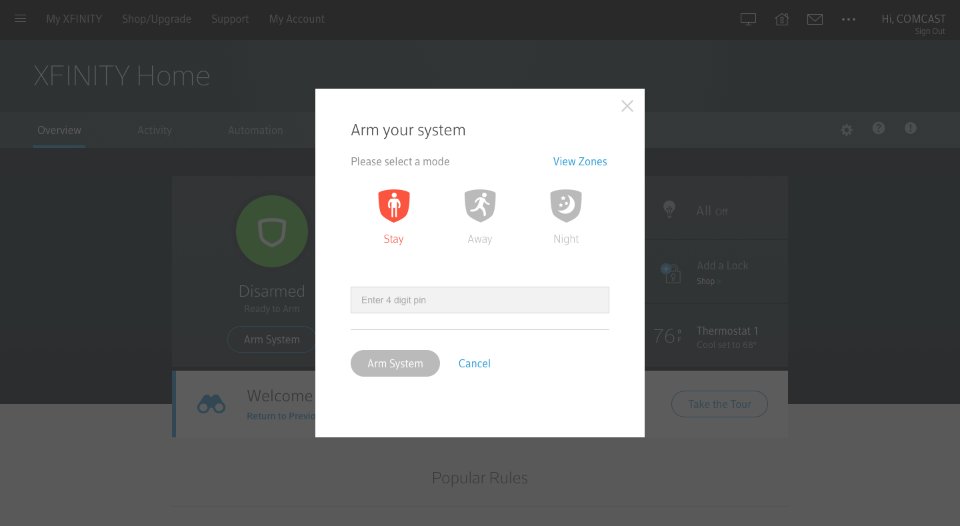 My XFINITY Shop/Upgrade Support My Account
Hi, COMCAST
Sign Out
XFINITY Home
Overview Activity Automation
Arm your system
Please select a mode View Zones
Stay Away Night
Enter 4 digit pin
Arm System Cancel
Disarmed
Ready to Arm
Arm System
All Off
Add a Lock
Shop >
76° Thermostat 1
Cool set to 68°
Welcome
Return to Previo
Take the Tour
Popular Rules